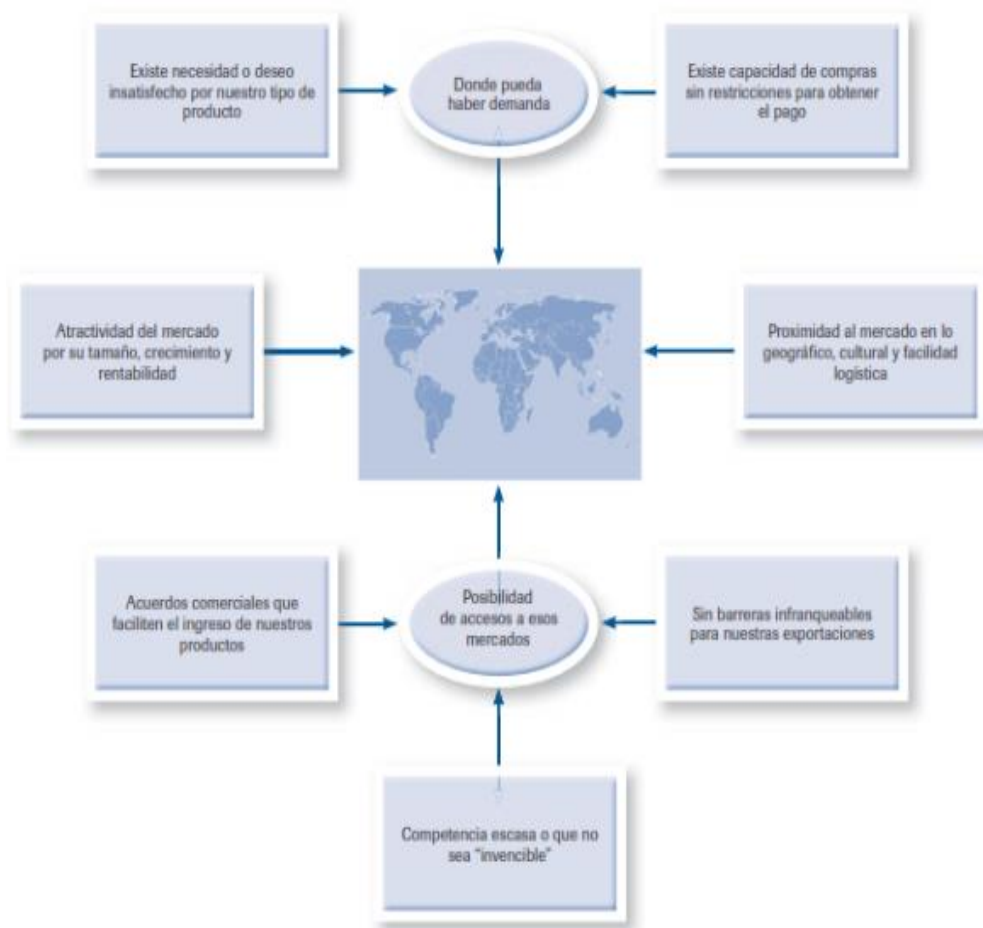 Existe necesidad o deseo
insatisfecho por nuestro tipo de
producto
Donde pueda
haber demanda
Existe capacidad de compras
sin restricciones para obtener
el pago
Atractividad del mercado
por su tamaño, crecimiento y
rentabilidad
Proximidad al mercado en lo
geográfico, cultural y facilidad
logística
Acuerdos comerciales que
faciliten el ingreso de nuestros
productos
Posibilidad
de accesos a esos
mercados
Sin barreras infranqueables
para nuestras exportaciones
Competencia escasa o que no
sea “invencible”